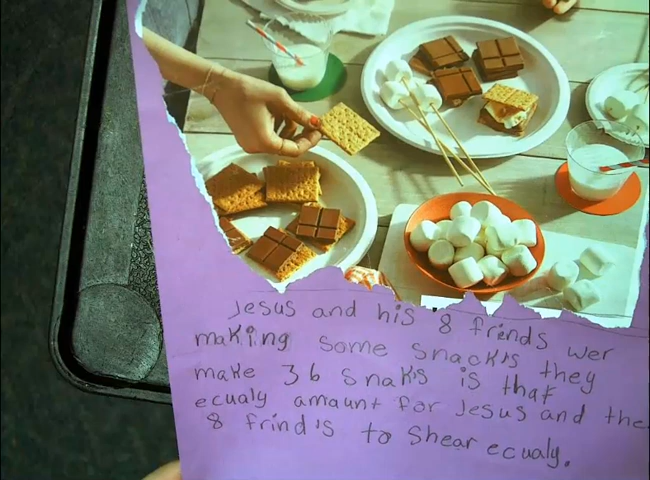 Jesus and his 8 frinds wer
making some snacks they
make 36 snaks is that
ecualy amaunt for Jesus and the
8 frind's to Shear ecualy.